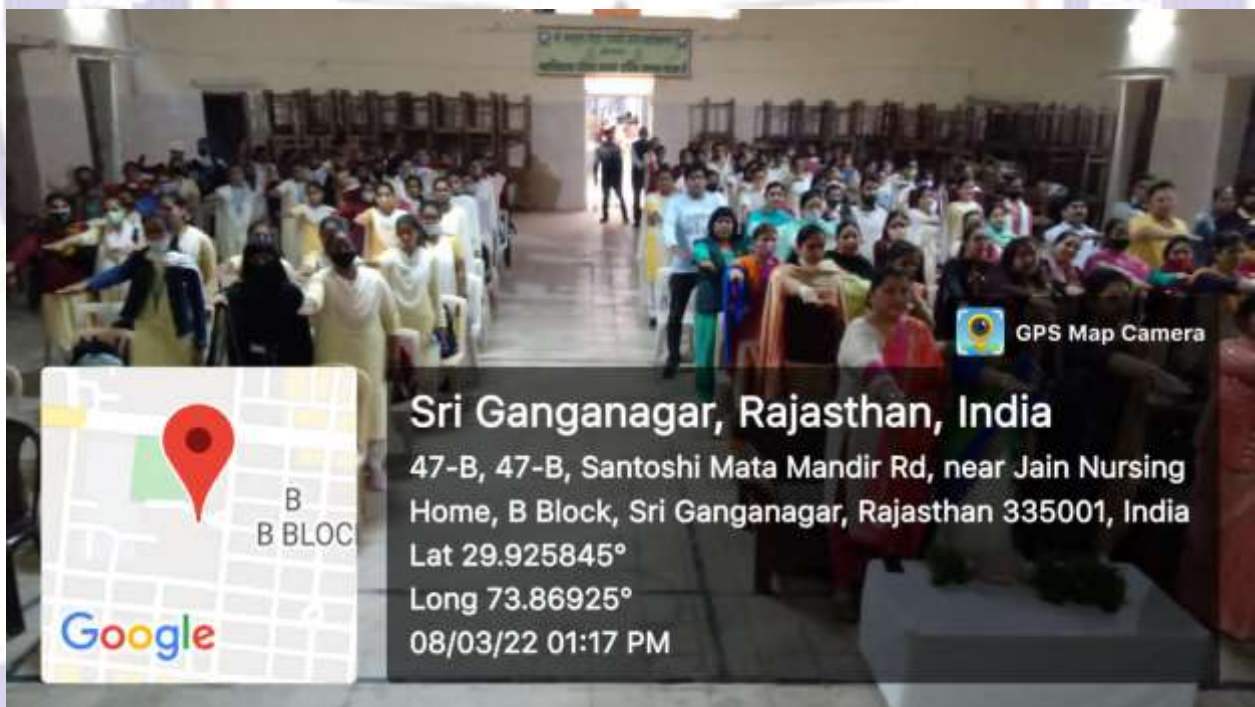 GPS Map Camera
Sri Ganganagar, Rajasthan, India
47-B, 47-B, Santoshi Mata Mandir Rd, near Jain Nursing
Home, B Block, Sri Ganganagar, Rajasthan 335001, India
Lat 29.925845°
Long 73.86925°
08/03/22 01:17 PM
B
B BLOC
Google